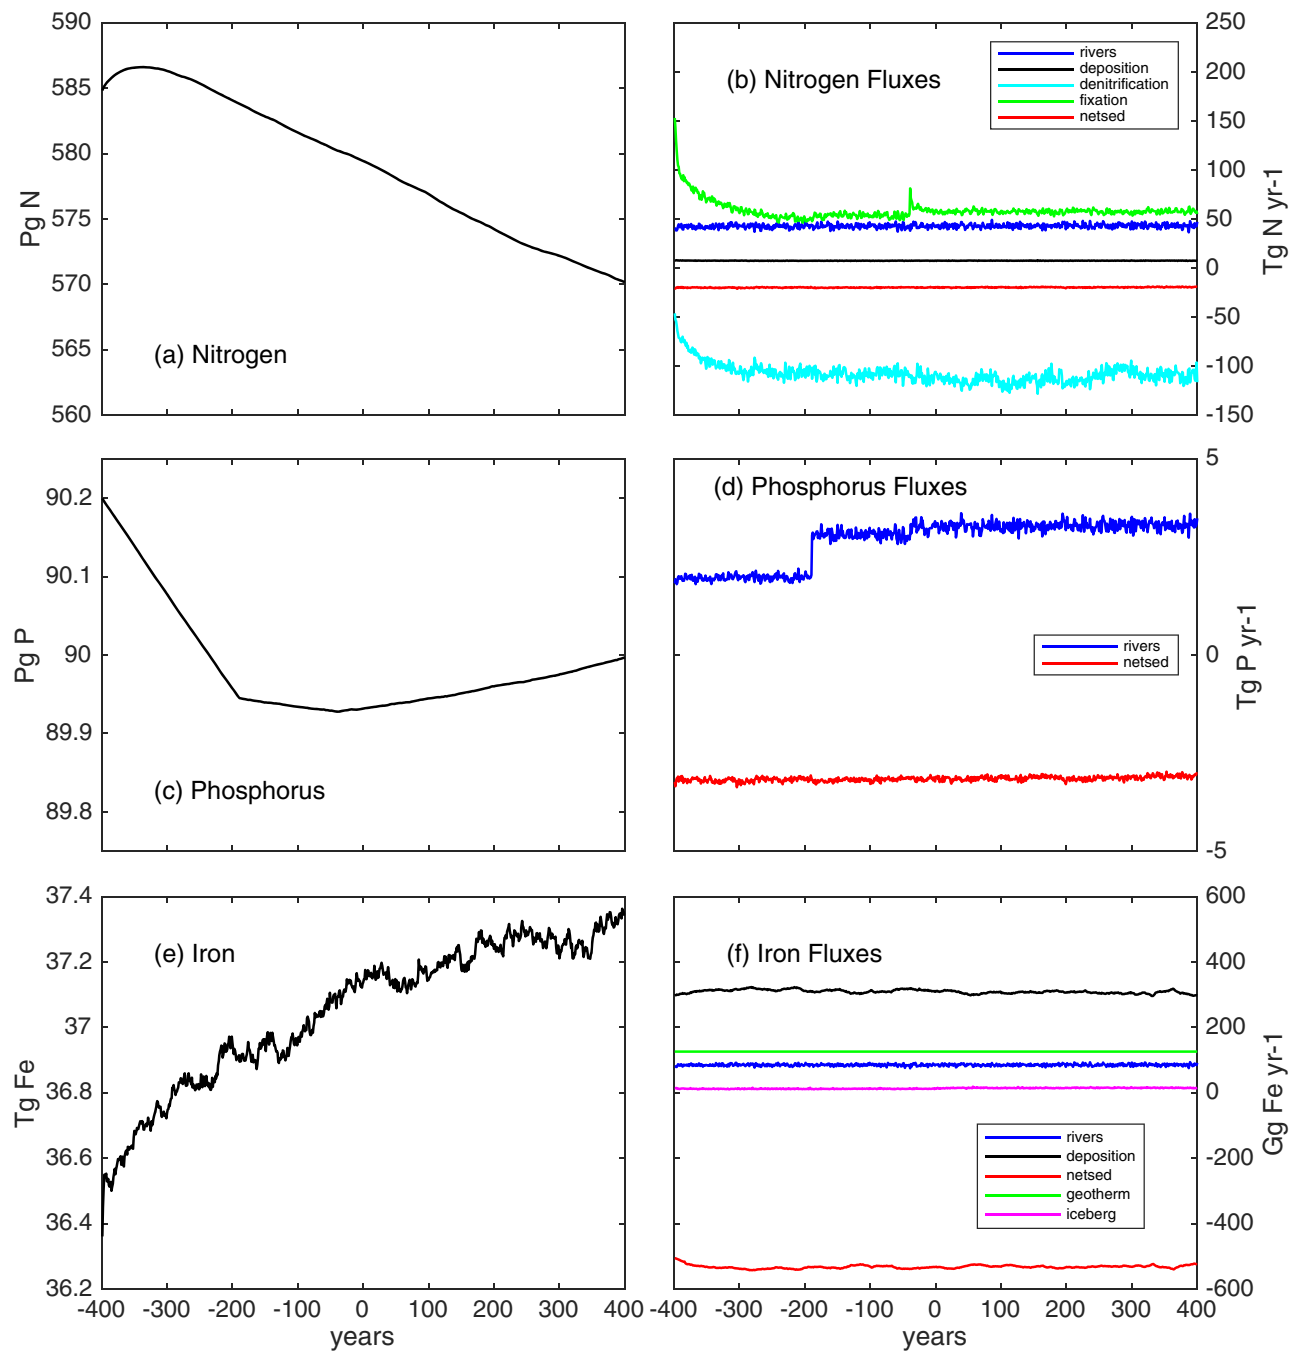 590
585
580
575
570
565
560
Pg N
(a) Nitrogen
(b) Nitrogen Fluxes
rivers
deposition
denitrification
fixation
netsed
250
200
150
100
50
0
-50
-100
-150
Tg N yr-1
90.2
90.1
90
89.9
89.8
Pg P
(c) Phosphorus
(d) Phosphorus Fluxes
rivers
netsed
5
0
-5
Tg P yr-1
37.4
37.2
37
36.8
36.6
36.4
36.2
Tg Fe
(e) Iron
-400 -300 -200 -100 0 100 200 300 400
years
(f) Iron Fluxes
rivers
deposition
netsed
geotherm
iceberg
600
400
200
0
-200
-400
-600
Gg Fe yr-1
-400 -300 -200 -100 0 100 200 300 400
years